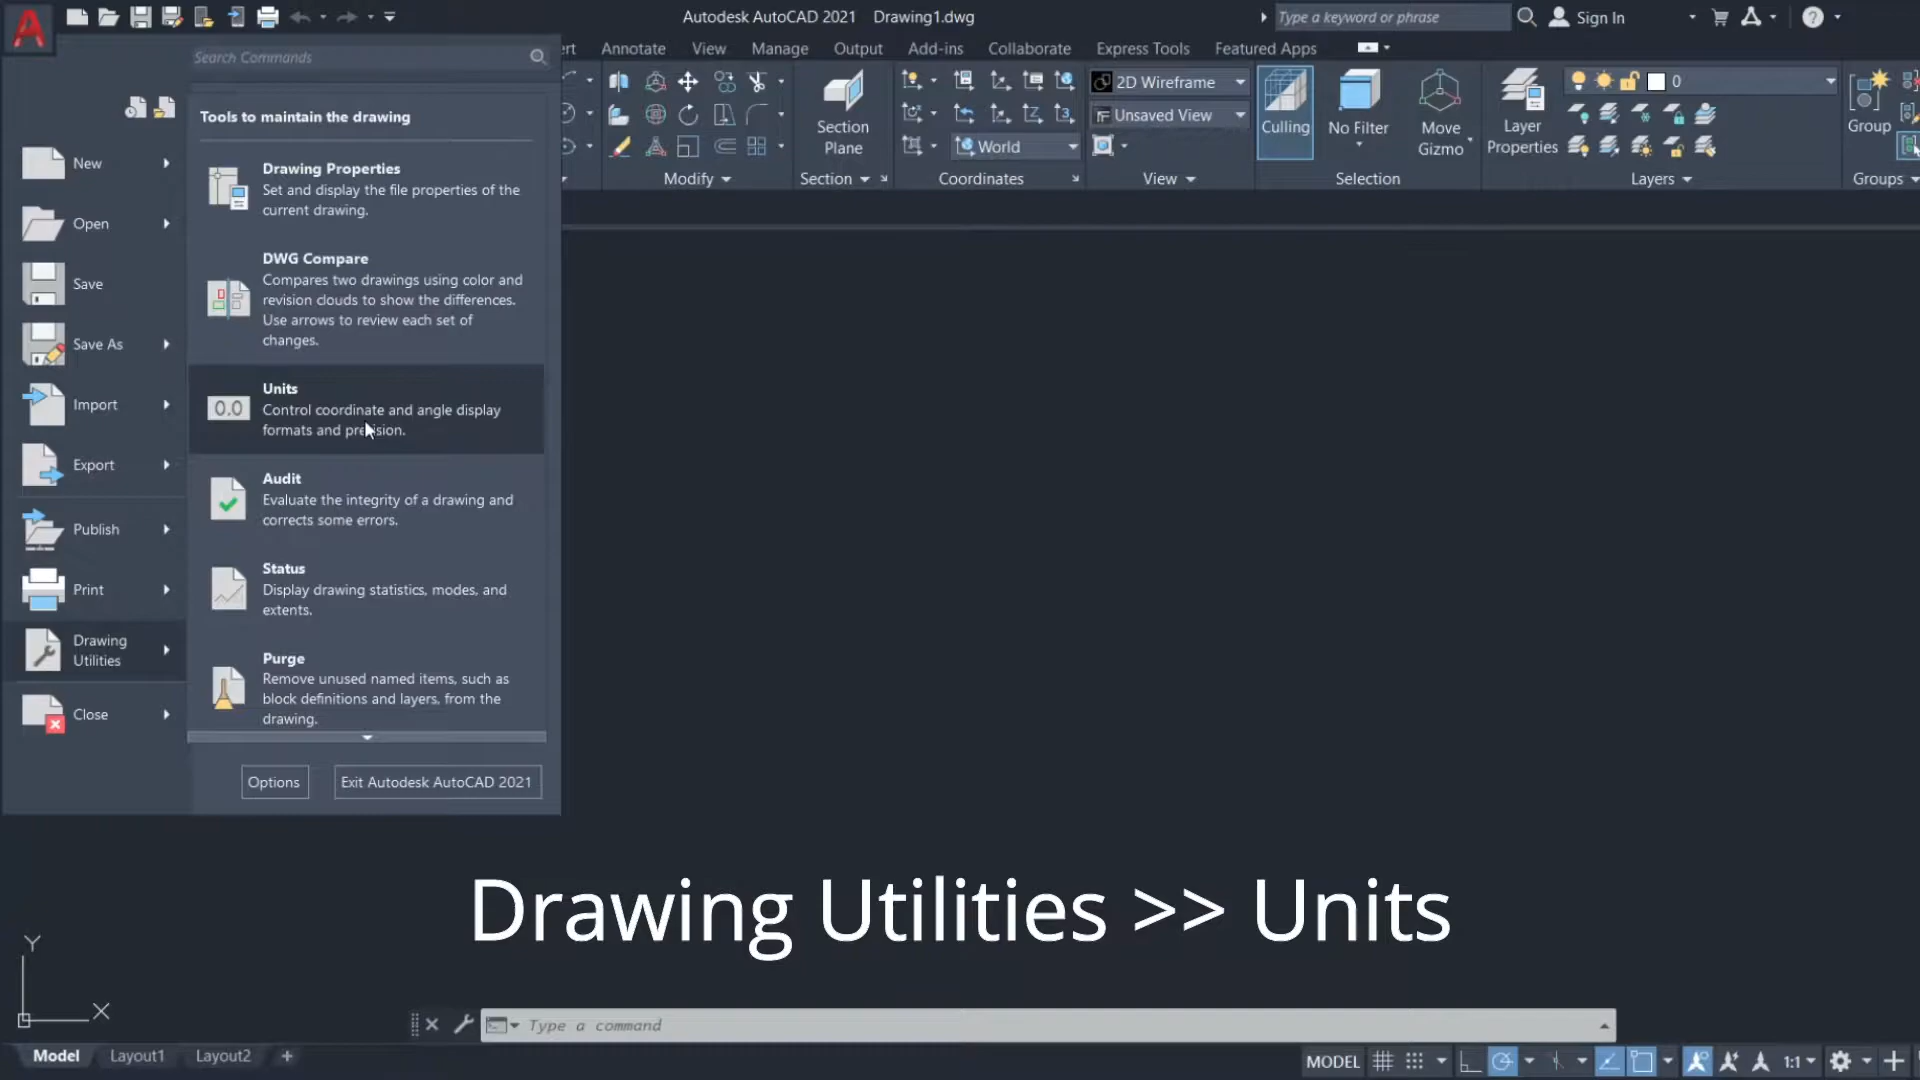 Autodesk AutoCAD 2021 Drawing1.dwg
Type a keyword or phrase
Sign In
Search Commands
Annotate
View
Manage
Output
Add-ins
Collaborate
Express Tools
Featured Apps
Tools to maintain the drawing
Drawing Properties
Set and display the file properties of the
current drawing.
DWG Compare
Compares two drawings using color and
revision clouds to show the differences.
Use arrows to review each set of
changes.
Units
Control coordinate and angle display
formats and precision.
Audit
Evaluate the integrity of a drawing and
corrects some errors.
Status
Display drawing statistics, modes, and
extents.
Purge
Remove unused named items, such as
block definitions and layers, from the
drawing.
New
Open
Save
Save As
Import
Export
Publish
Print
Drawing
Utilities
Close
Options
Exit Autodesk AutoCAD 2021
0.0
Modify
Section
Plane
Section
World
Coordinates
2D Wireframe
Unsaved View
View
Culling
No Filter
Move
Gizmo
Selection
Layer
Properties
0
Layers
Group
Groups
Drawing Utilities >> Units
Y
X
Type a command
Model
Layout1
Layout2
MODEL
1:1